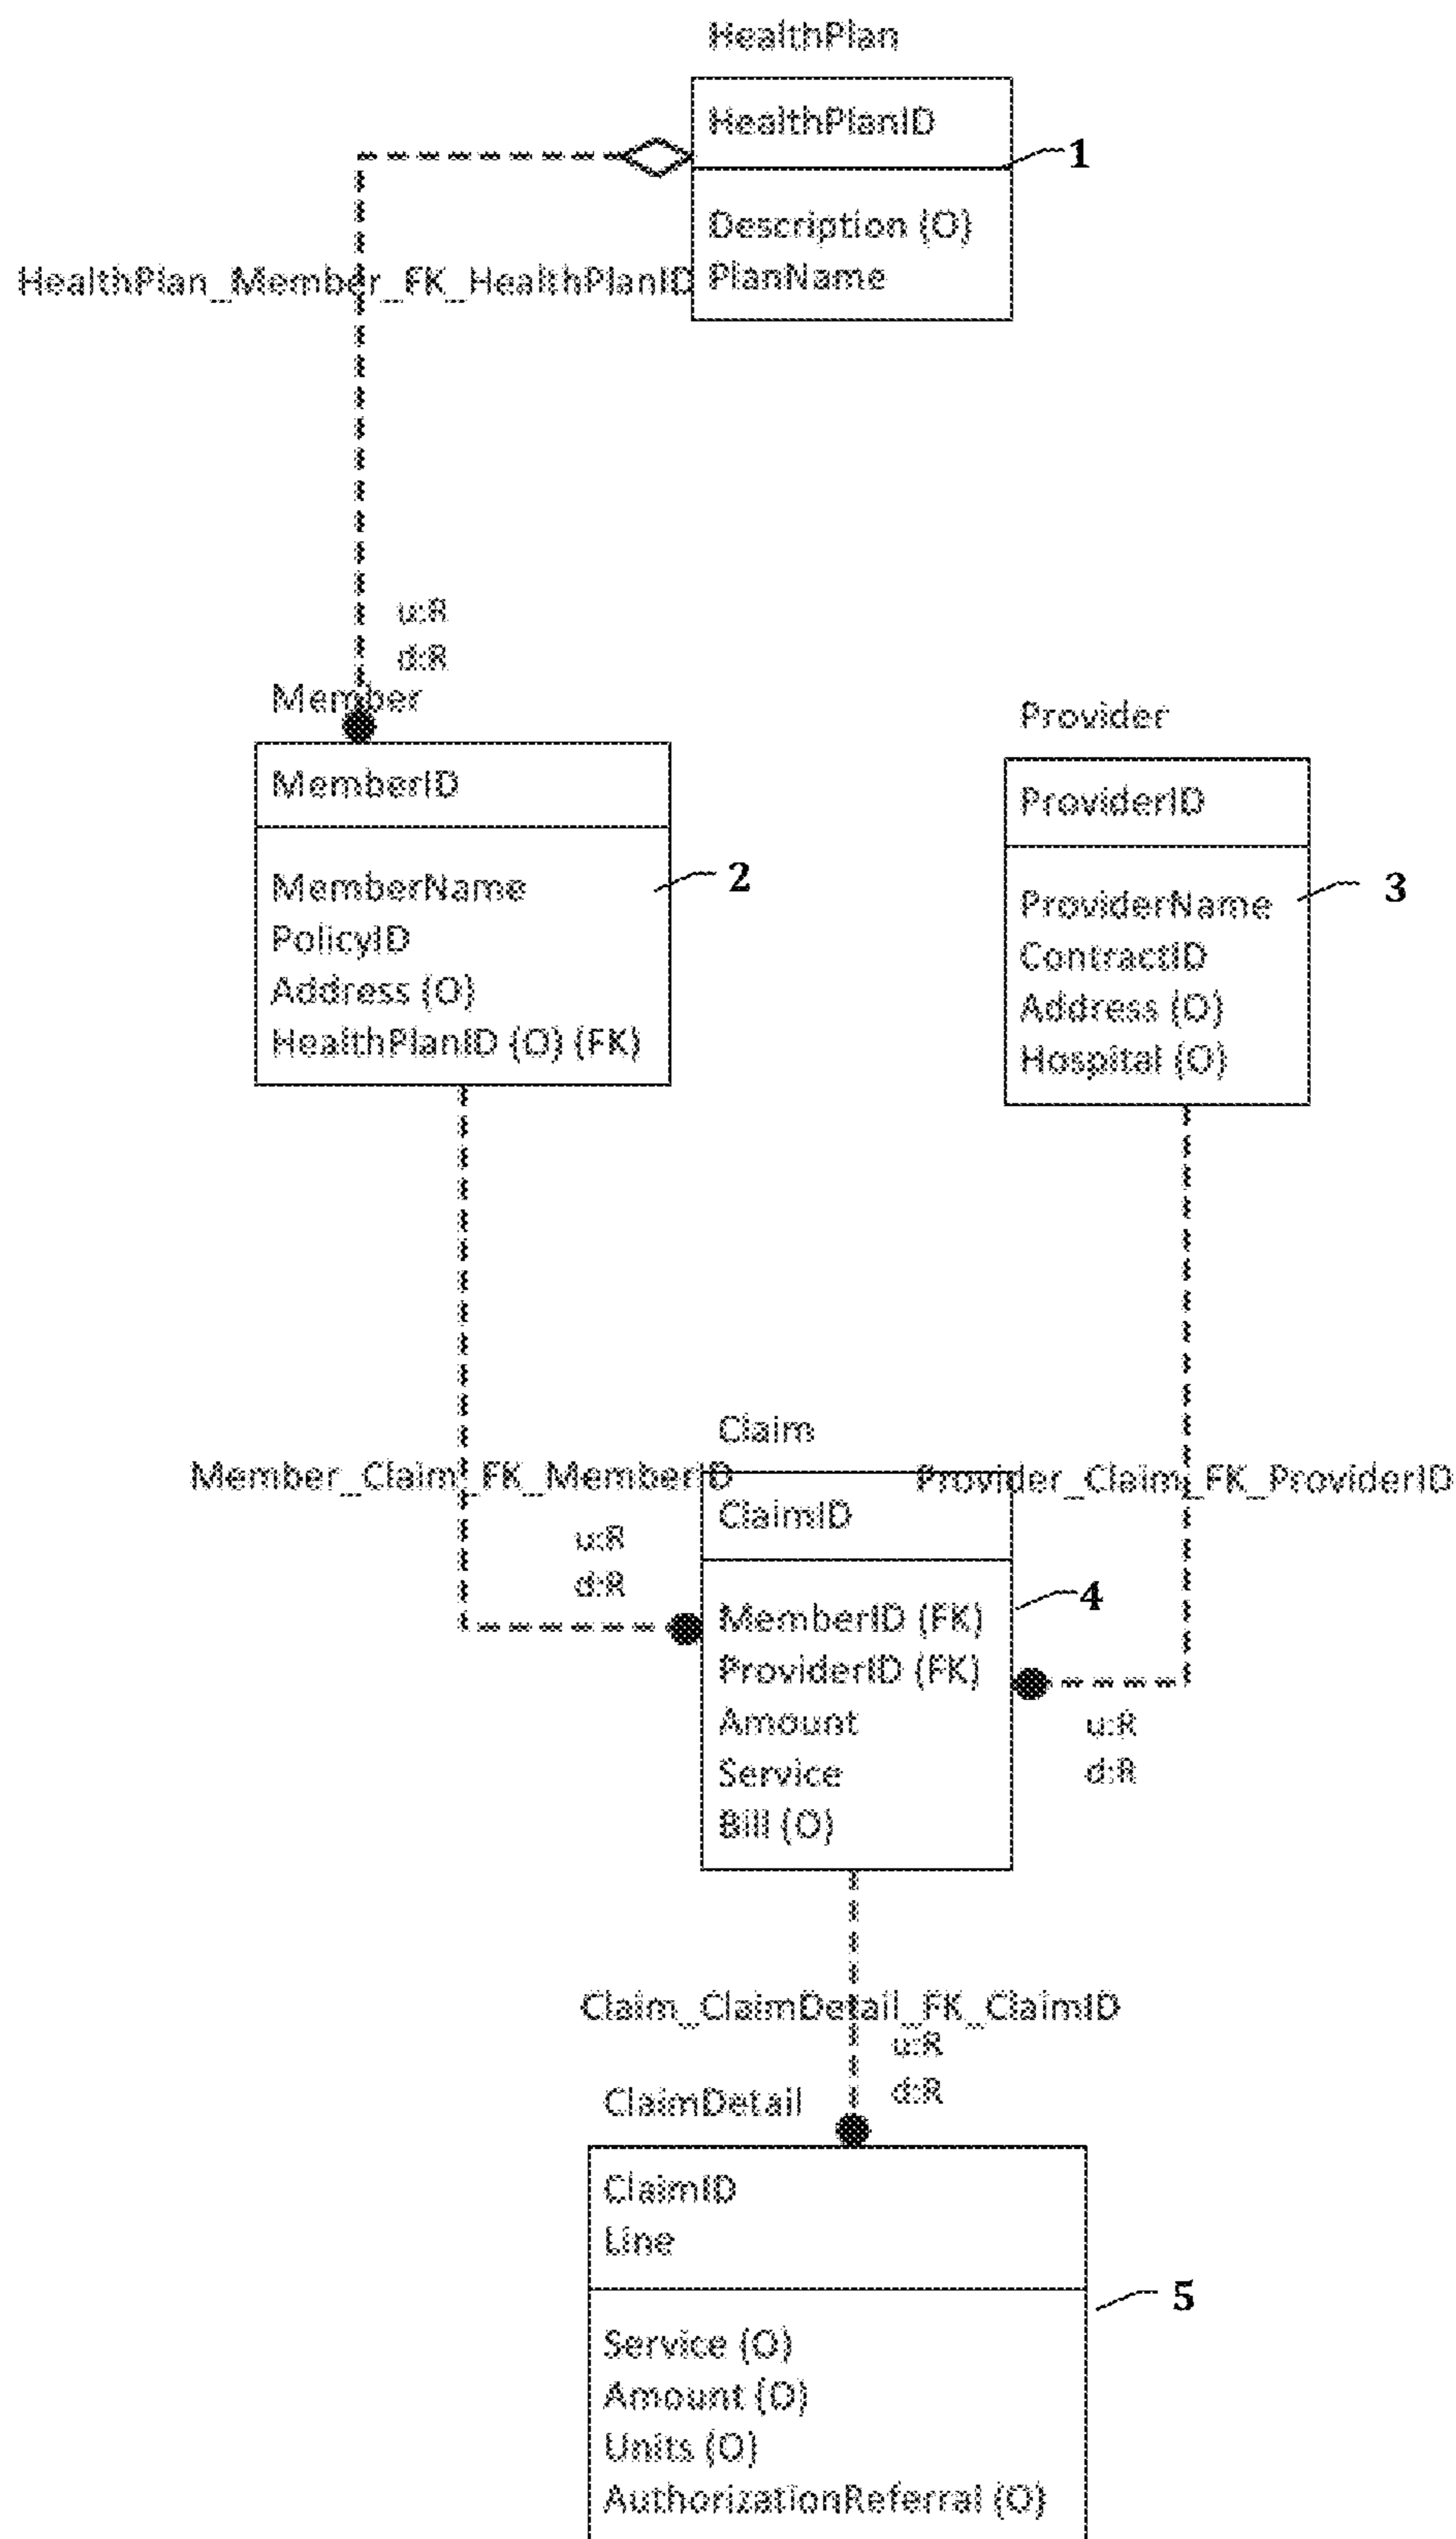 HealthPlan
HealthPlanID
1
Description (O)
HealthPlan_Member_FK_HealthPlanID
PlanName
u:R
d:R
Member
MemberID
MemberName
2
PolicyID
Address (O)
HealthPlanID (O) (FK)
Provider
ProviderID
ProviderName
3
ContractID
Address (O)
Hospital (O)
Claim
Member_Claim_FK_MemberID
Provider_Claim_FK_ProviderID
ClaimID
u:R
d:R
MemberID (FK)
4
ProviderID (FK)
Amount
Service
Bill (O)
u:R
d:R
Claim_ClaimDetail_FK_ClaimID
u:R
d:R
ClaimDetail
ClaimID
Line
5
Service (O)
Amount (O)
Units (O)
AuthorizationReferral (O)